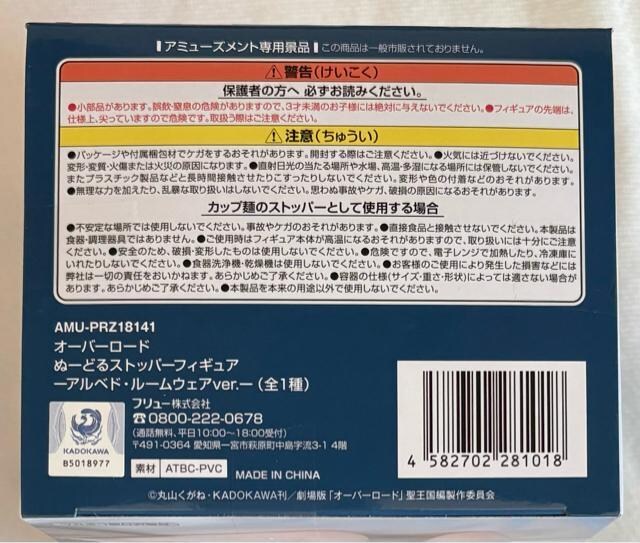 アミューズメント専用景品 この商品は一般市販されておりません。
⚠警告(けいこく)
保護者の方へ 必ずお読みください。
●小部品があります。誤飲・窒息の危険がありますので、3才未満のお子様には絶対に与えないでください。●フィギュアの先端は、
仕様上、尖っていますので危険です。取扱う際はご注意ください。
⚠注意(ちゅうい)
●パッケージや付属梱包材でケガをするおそれがあります。開封する際はご注意ください。●火気には近づけないでください。
変形・変質・火傷または火災の原因になります。●直射日光の当たる場所や水場、高温・多湿になる場所には保管しないでください。
またプラスチック製品などと長時間接触させたりこすったりしないでください。変形や色の付着などのおそれがあります。
●無理な力を加えたり、乱暴な取り扱いはしないでください。思わぬ事故やケガ、破損の原因になるおそれがあります。
カップ麺のストッパーとして使用する場合
●不安定な場所では使用しないでください。事故やケガのおそれがあります。●直接食品と接触させないでください。本製品は
食器・調理器具ではありません。●ご使用時はフィギュア本体が高温になるおそれがありますので、取り扱いには十分にご注意
ください。●安全のため、破損・変形したものは使用しないでください。●危険ですので、電子レンジで加熱したり、冷凍庫に
いれたりしないでください。●食器洗浄機・乾燥機は使用しないでください。●お客様のご使用により発生した損害などには
弊社は一切の責任をおいかねます。あらかじめご了承ください。●容器の仕様(サイズ・重さ・形状)によっては適さない場合が
あります。あらかじめご了承ください。●本製品を本来の用途以外で使用しないでください。
AMU-PRZ18141
オーバーロード
ぬーどるストッパーフィギュア
ーアルベド・ルームウェアver.ー(全1種)
フリュー株式会社
☎0800-222-0678
(通話無料、平日10:00~18:00受付)
〒491-0364 愛知県一宮市萩原町中島字流3-1 4階
KADOKAWA
B5018977
素材 ATBC-PVC MADE IN CHINA
4 582702 281018
©丸山くがね・KADOKAWA刊/劇場版「オーバーロード」聖王国編製作委員会